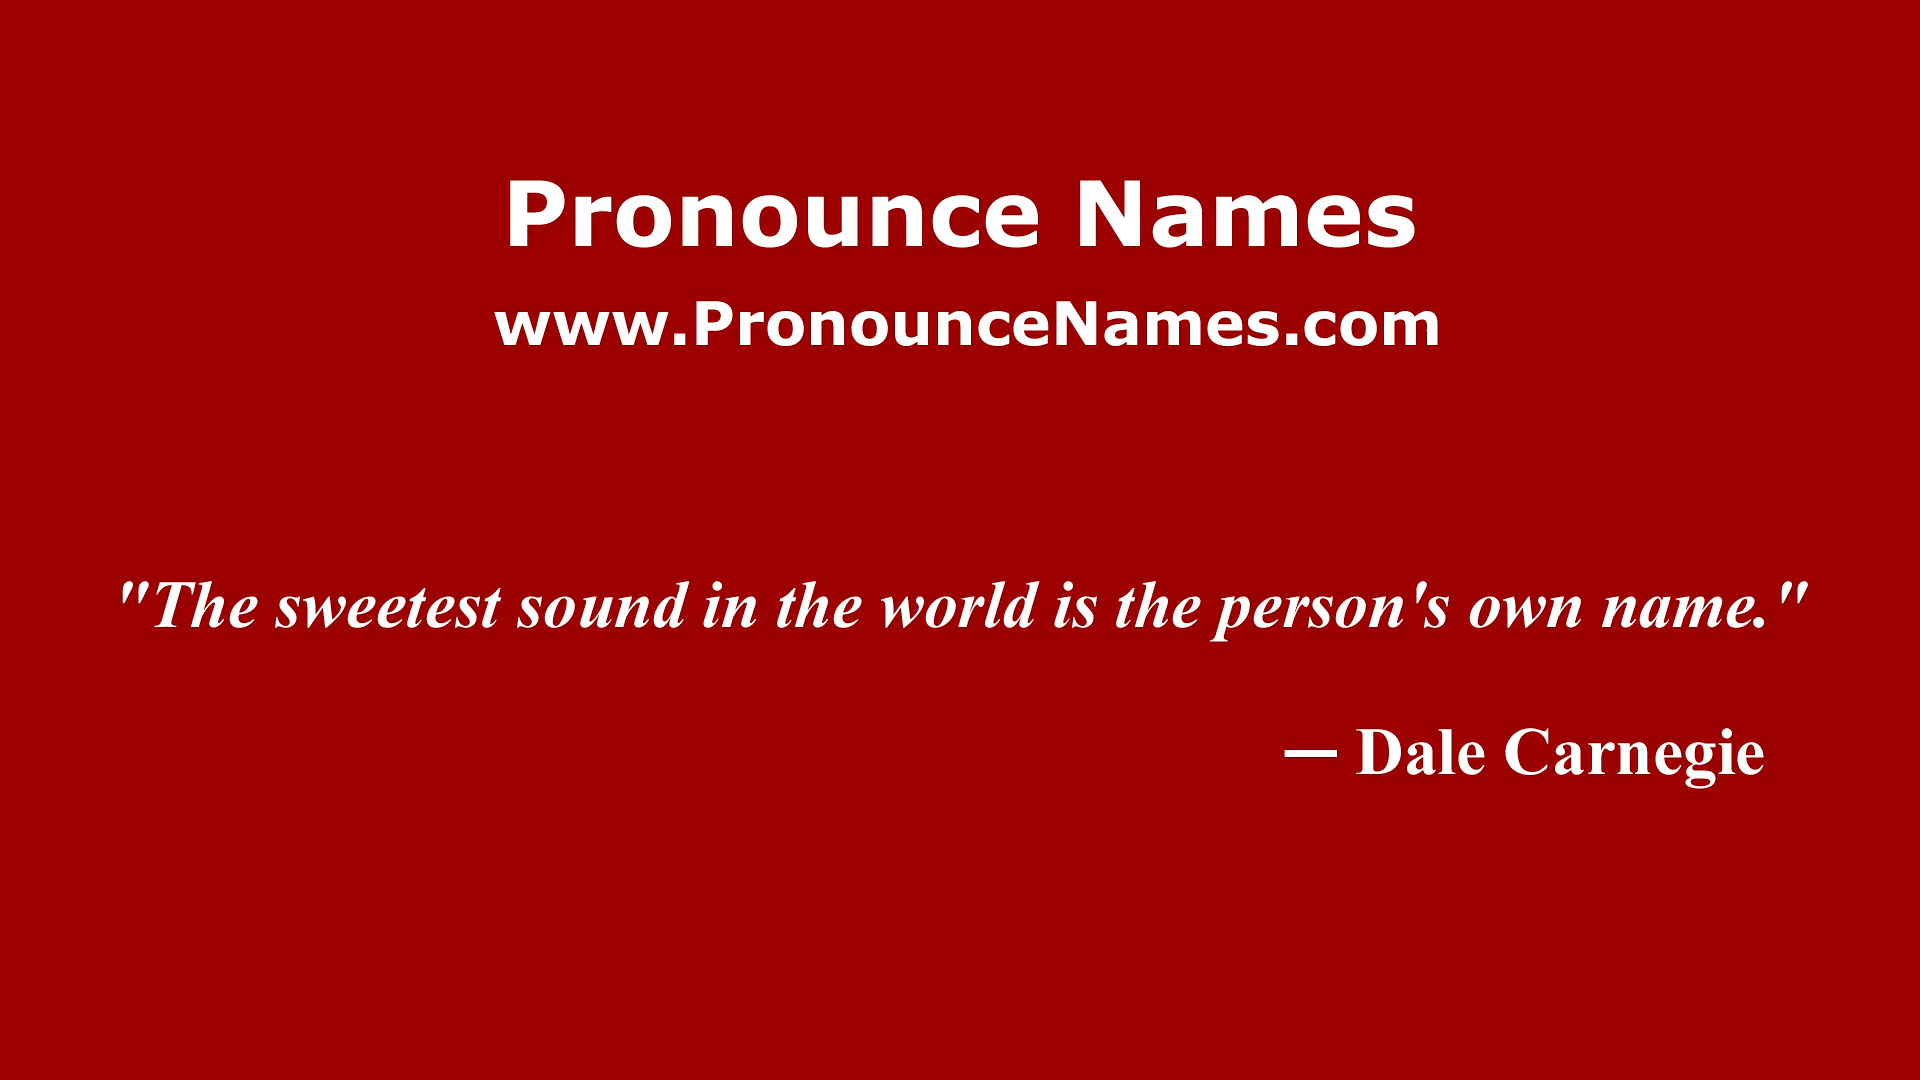 Pronounce Names
www.PronounceNames.com
"The sweetest sound in the world is the person's own name."
— Dale Carnegie